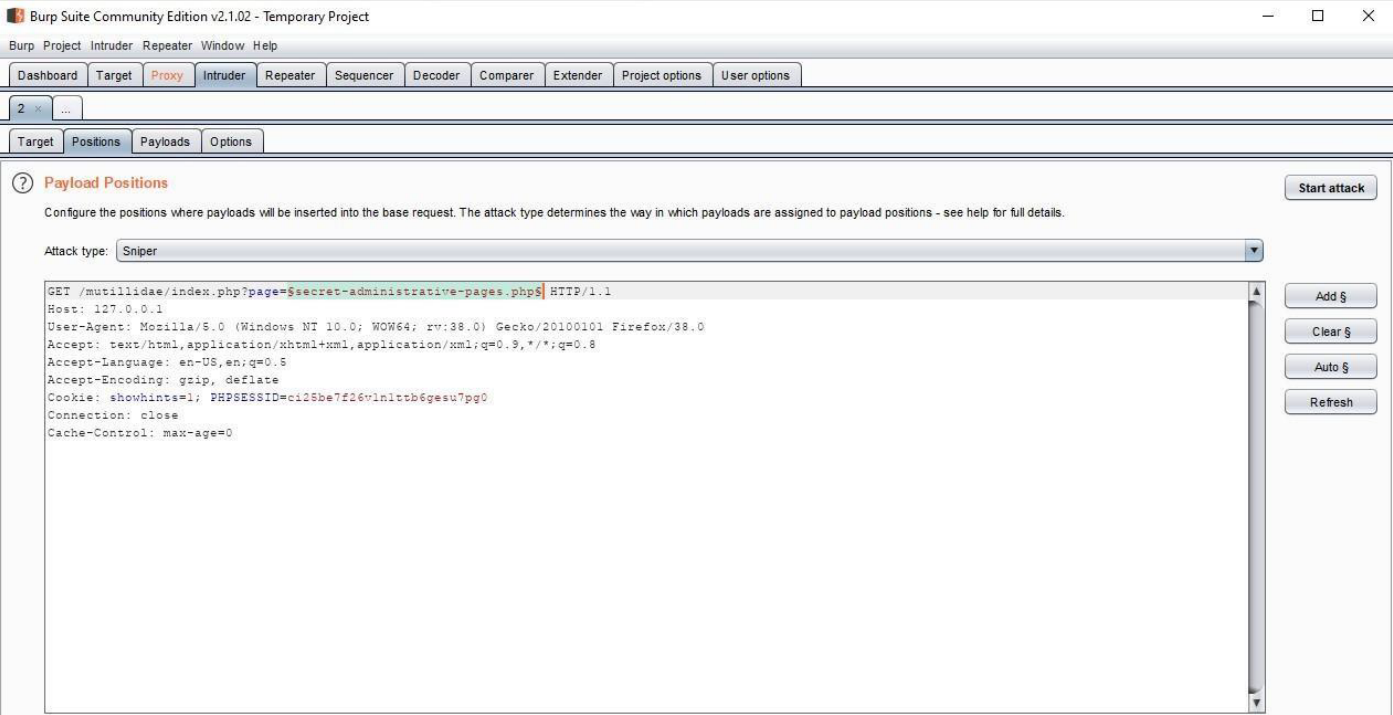 Burp Suite Community Edition v2.1.02 - Temporary Project
Burp Project Intruder Repeater Window Help
Dashboard Target Proxy Intruder Repeater Sequencer Decoder Comparer Extender Project options User options
2 × ...
Target Positions Payloads Options
? Payload Positions Start attack
Configure the positions where payloads will be inserted into the base request. The attack type determines the way in which payloads are assigned to payload positions - see help for full details.
Attack type: Sniper
GET /mutillidae/index.php?page=§secret-administrative-pages.php§ HTTP/1.1
Host: 127.0.0.1
User-Agent: Mozilla/5.0 (Windows NT 10.0; WOW64; rv:38.0) Gecko/20100101 Firefox/38.0
Accept: text/html,application/xhtml+xml,application/xml;q=0.9,*/*;q=0.8
Accept-Language: en-US,en;q=0.5
Accept-Encoding: gzip, deflate
Cookie: showhints=1; PHPSESSID=ci25be7f26v1n1ttb6gesu7pg0
Connection: close
Cache-Control: max-age=0
Add §
Clear §
Auto §
Refresh